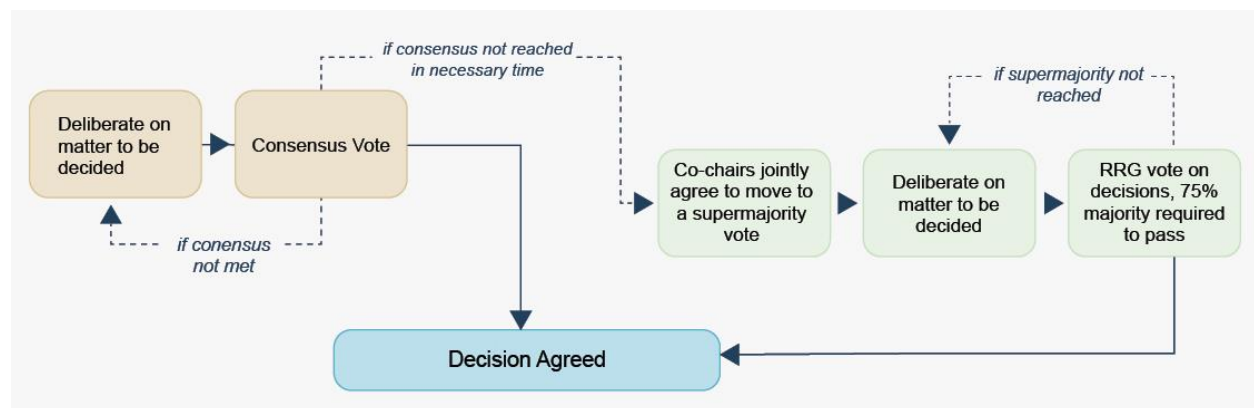 if consensus not reached
in necessary time
if supermajority not
reached
Deliberate on
matter to be
decided
Consensus Vote
Co-chairs jointly
agree to move to
a supermajority
vote
Deliberate on
matter to be
decided
RRG vote on
decisions, 75%
majority required
to pass
if conensus
not met
Decision Agreed